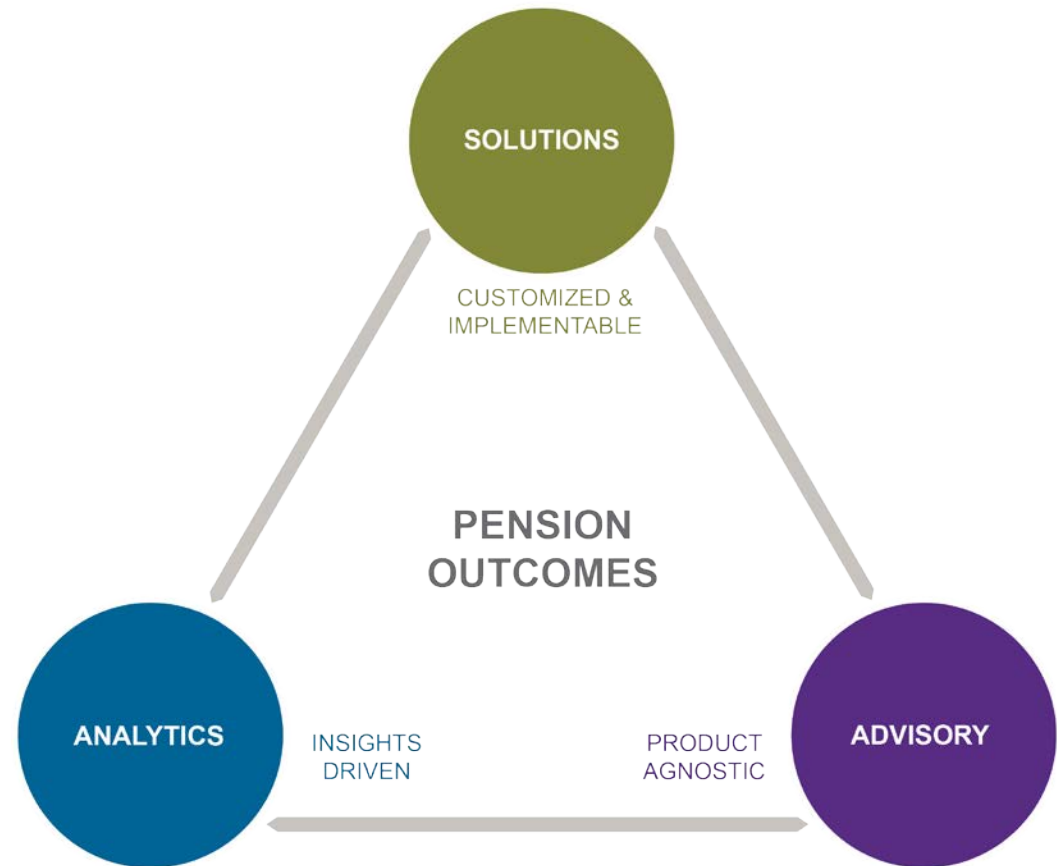 SOLUTIONS
CUSTOMIZED &
IMPLEMENTABLE
PENSION
OUTCOMES
ANALYTICS
INSIGHTS
DRIVEN
PRODUCT
AGNOSTIC
ADVISORY